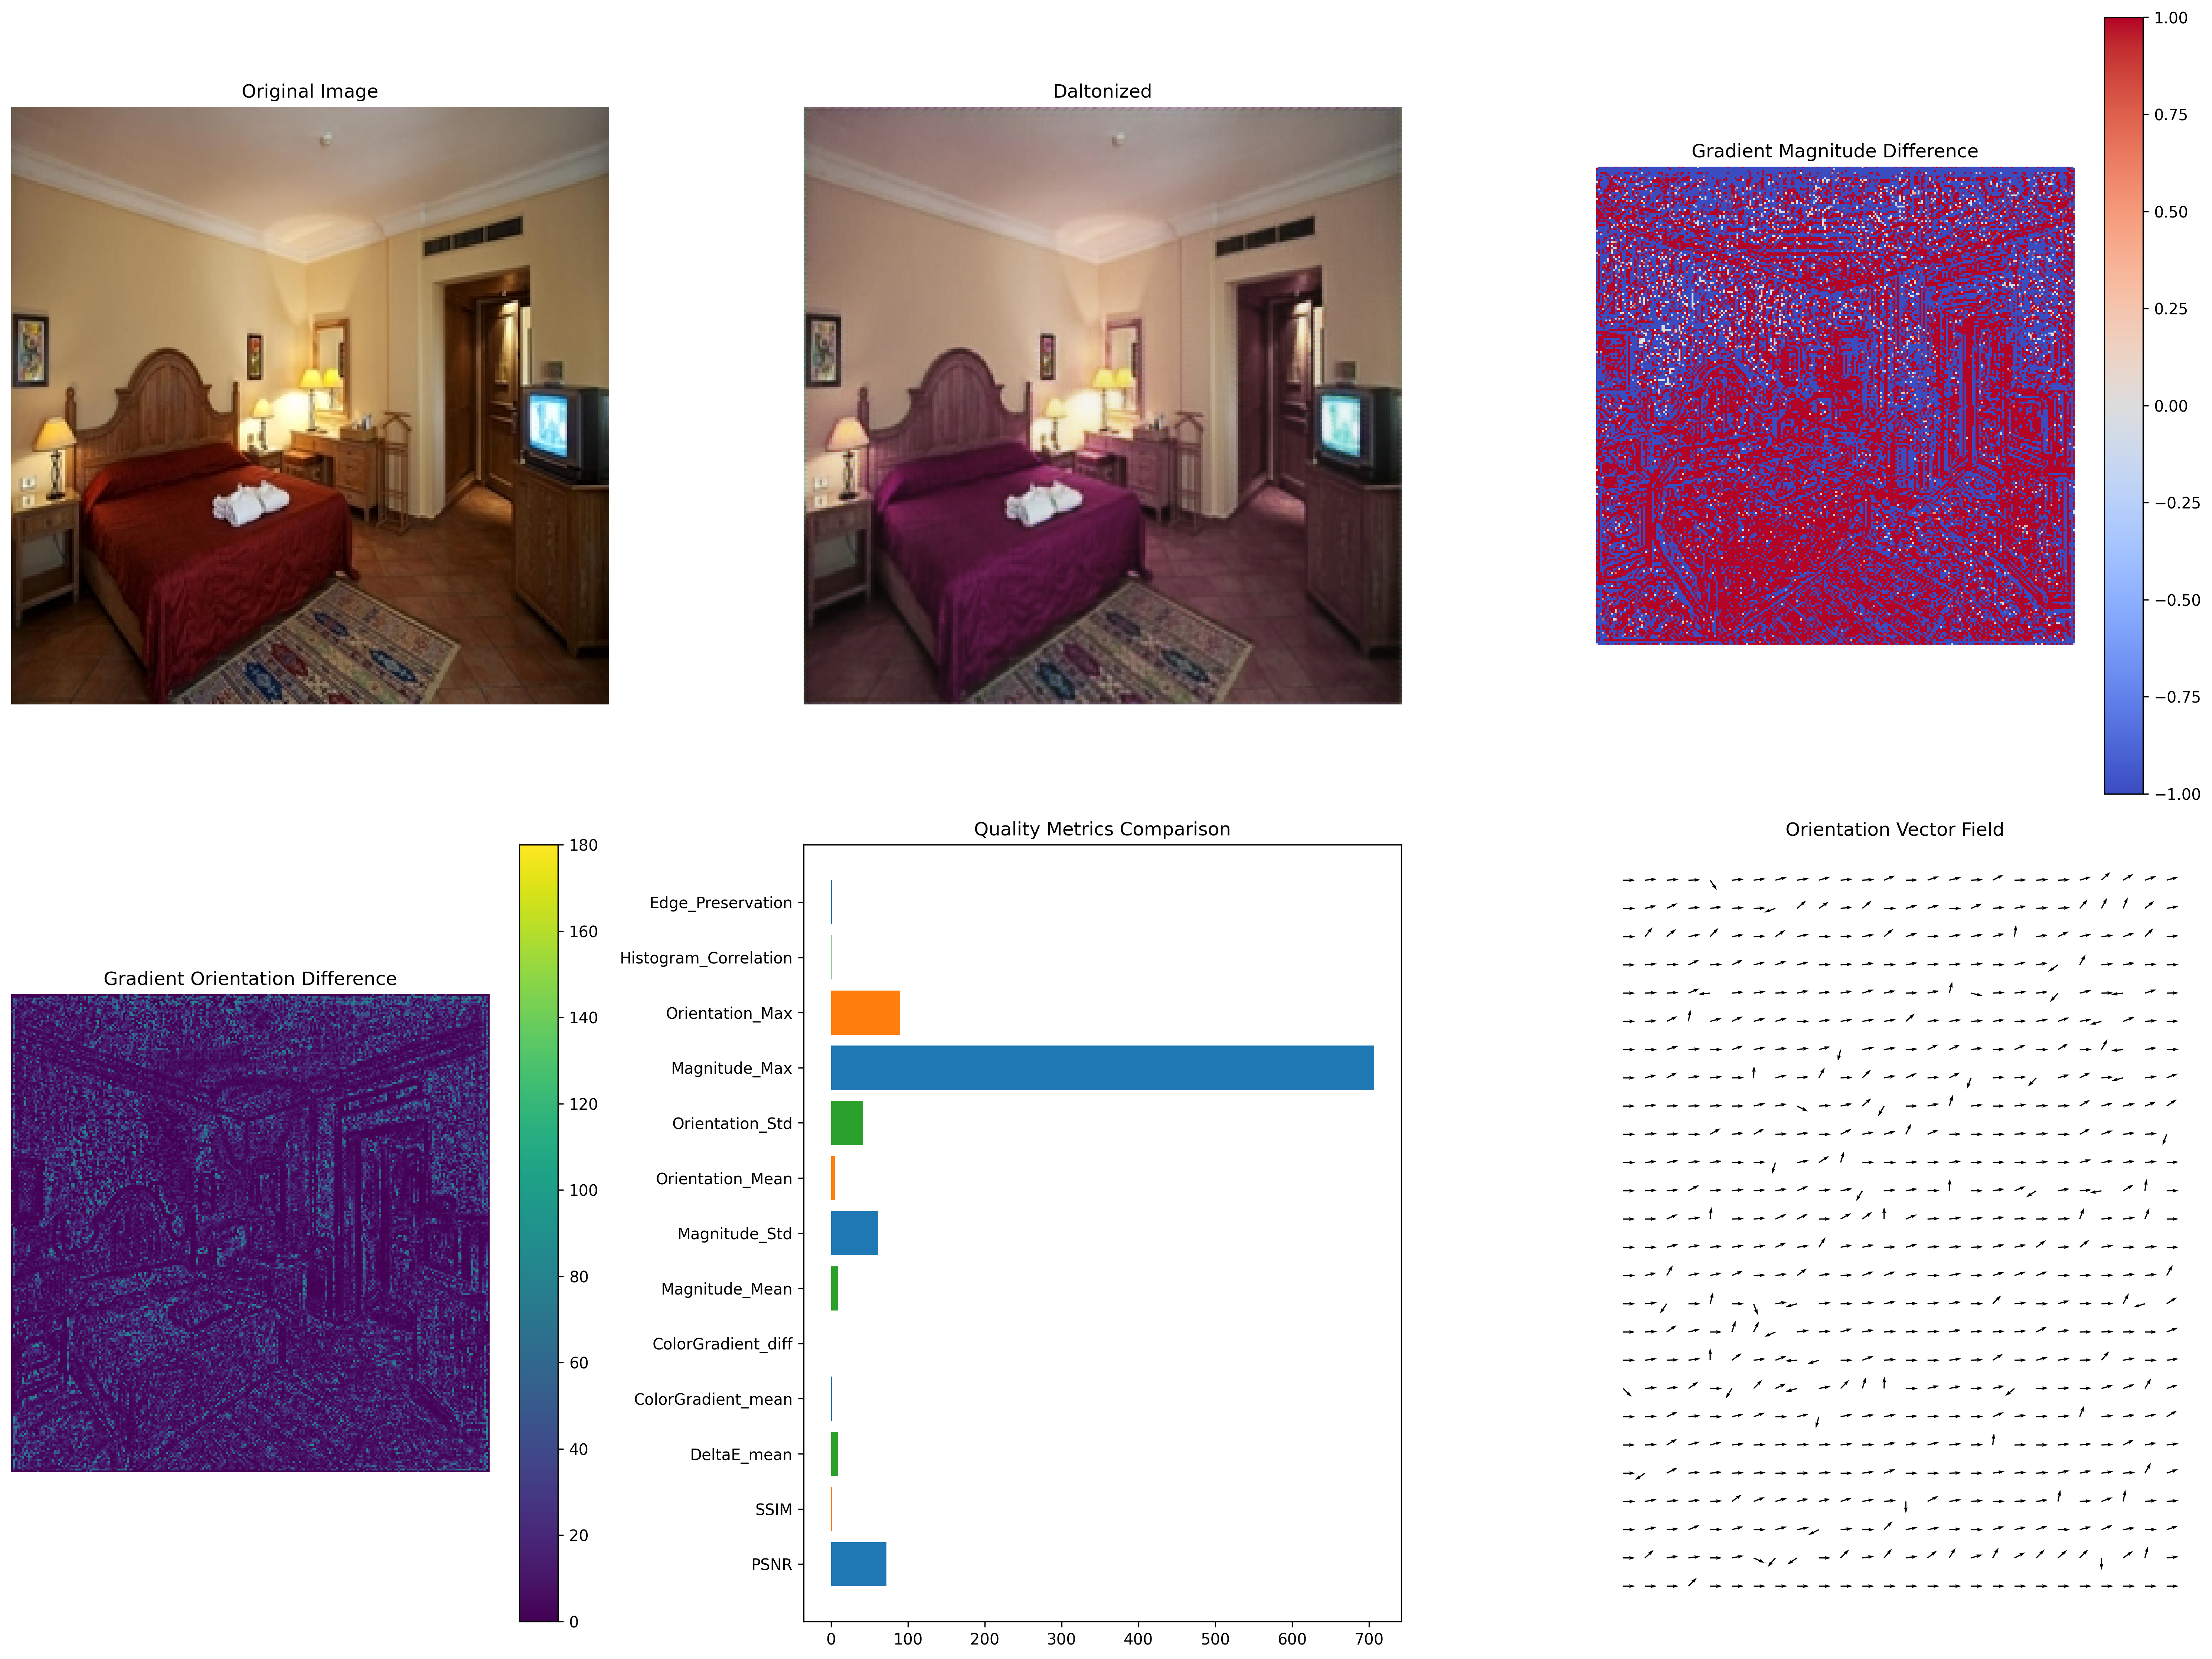 Original Image
Daltonized
Gradient Magnitude Difference
1.00
0.75
0.50
0.25
0.00
−0.25
−0.50
−0.75
−1.00
Gradient Orientation Difference
180
160
140
120
100
80
60
40
20
0
Quality Metrics Comparison
Edge_Preservation
Histogram_Correlation
Orientation_Max
Magnitude_Max
Orientation_Std
Orientation_Mean
Magnitude_Std
Magnitude_Mean
ColorGradient_diff
ColorGradient_mean
DeltaE_mean
SSIM
PSNR
0 100 200 300 400 500 600 700
Orientation Vector Field